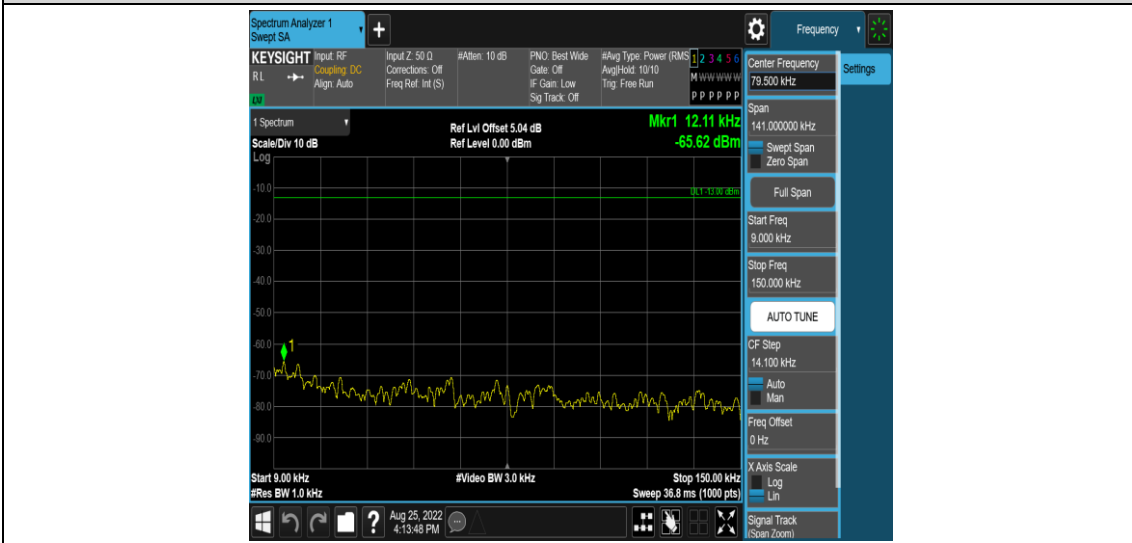 Spectrum Analyzer 1
Swept SA
+
Frequency
KEYSIGHT
RL
LXI
Input: RF
Coupling: DC
Align: Auto
Input Z: 50 Ω
Corrections: Off
Freq Ref: Int (S)
#Atten: 10 dB
PNO: Best Wide
Gate: Off
IF Gain: Low
Sig Track: Off
#Avg Type: Power (RMS
Avg|Hold: 10/10
Trig: Free Run
1 2 3 4 5 6
M W W W W W
P P P P P P
1 Spectrum
Scale/Div 10 dB
Ref Lvl Offset 5.04 dB
Ref Level 0.00 dBm
Mkr1 12.11 kHz
-65.62 dBm
Log
DL1 -13.00 dBm
-10.0
-20.0
-30.0
-40.0
-50.0
-60.0
-70.0
-80.0
-90.0
1
Start 9.00 kHz
#Res BW 1.0 kHz
#Video BW 3.0 kHz
Stop 150.00 kHz
Sweep 36.8 ms (1000 pts)
?
Aug 25, 2022
4:13:48 PM
Center Frequency
79.500 kHz
Span
141.000000 kHz
Swept Span
Zero Span
Full Span
Start Freq
9.000 kHz
Stop Freq
150.000 kHz
AUTO TUNE
CF Step
14.100 kHz
Auto
Man
Freq Offset
0 Hz
X Axis Scale
Log
Lin
Signal Track
(Span Zoom)
Settings